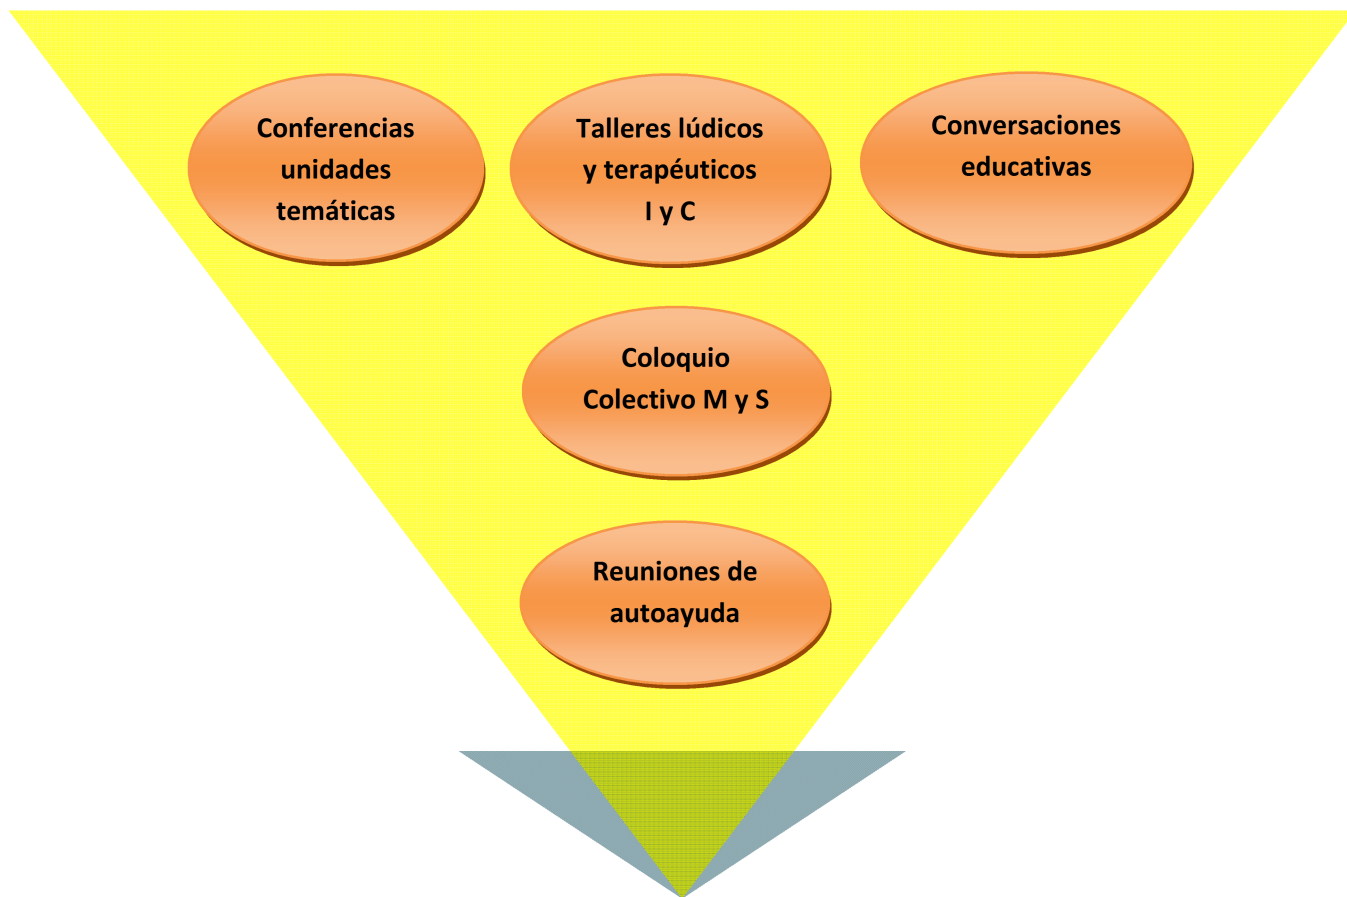 Conferencias
unidades
temáticas
Talleres lúdicos
y terapéuticos
I y C
Conversaciones
educativas
Coloquio
Colectivo M y S
Reuniones de
autoayuda